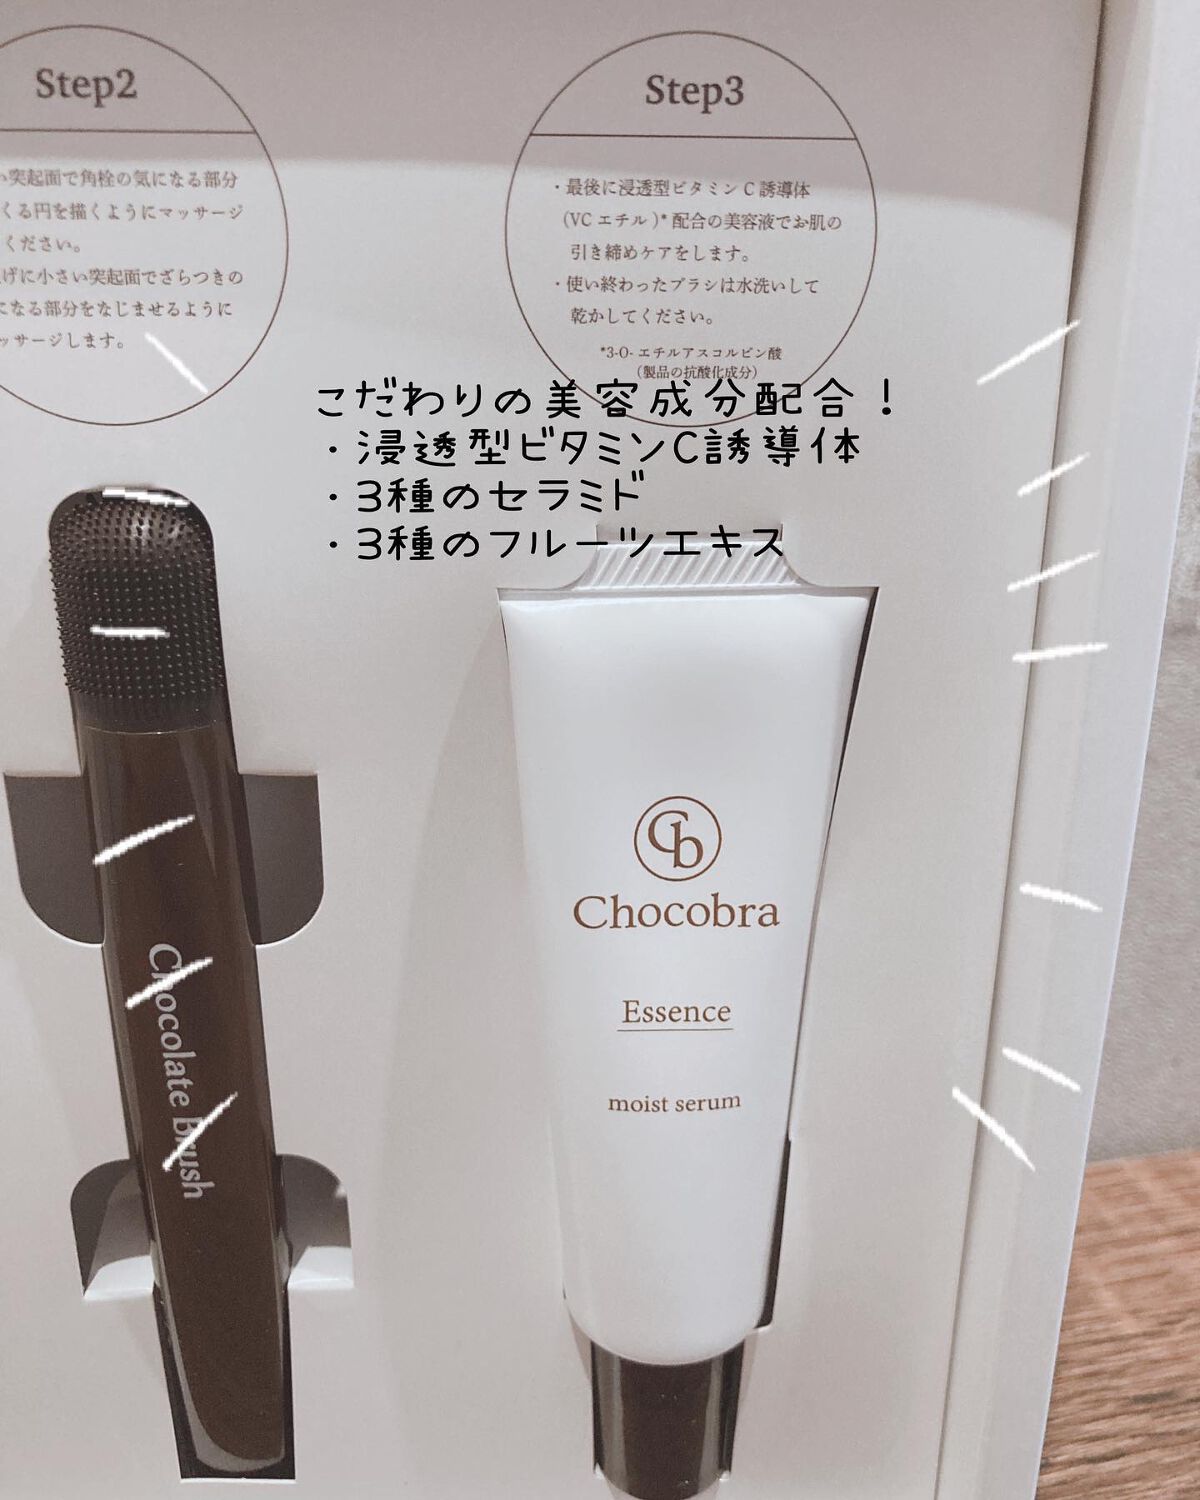 Step2
い突起面で角栓の気になる部分
くる円を描くようにマッサージ
ください。
げに小さい突起面でざらつきの
になる部分をなじませるように
ッサージします。
Step3
・最後に浸透型ビタミンC誘導体
(VCエチル)*配合の美容液でお肌の
引き締めケアをします。
・使い終わったブラシは水洗いして
乾かしてください。
*3-O-エチルアスコルビン酸
(製品の抗酸化成分)
こだわりの美容成分配合！
・浸透型ビタミンC誘導体
・3種のセラミド
・3種のフルーツエキス
Chocolate Brush
Cb
Chocobra
Essence
moist serum